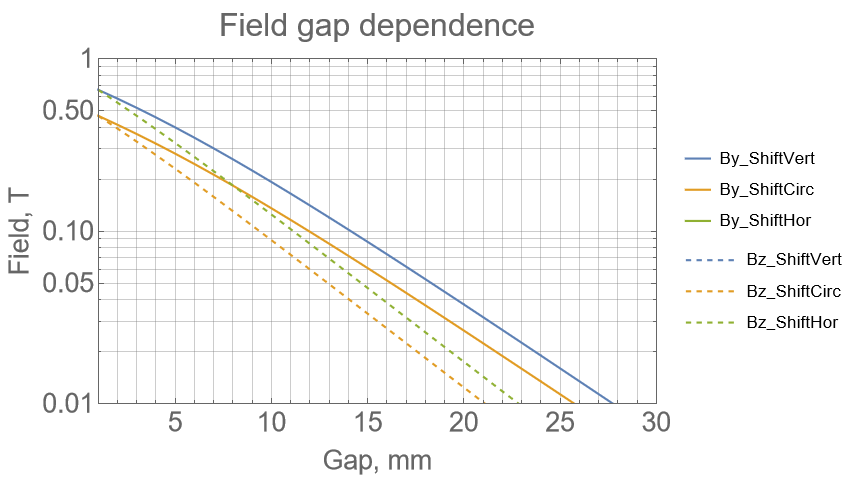 Field gap dependence
1
0.50
0.10
0.05
0.01
Field, T
5 10 15 20 25 30
Gap, mm
By_ShiftVert
By_ShiftCirc
By_ShiftHor
Bz_ShiftVert
Bz_ShiftCirc
Bz_ShiftHor